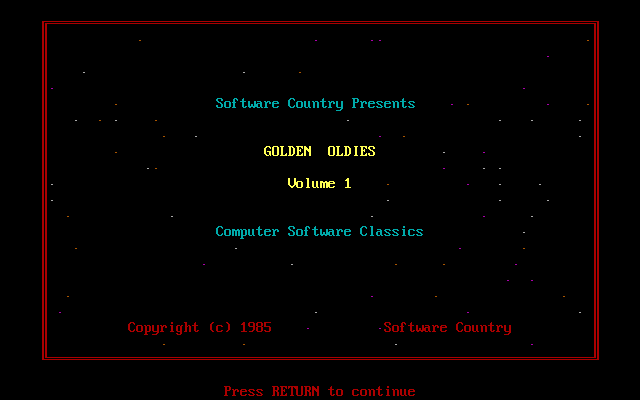 Software Country Presents
GOLDEN  OLDIES
Volume 1
Computer Software Classics
Copyright (c) 1985
Software Country
Press RETURN to continue